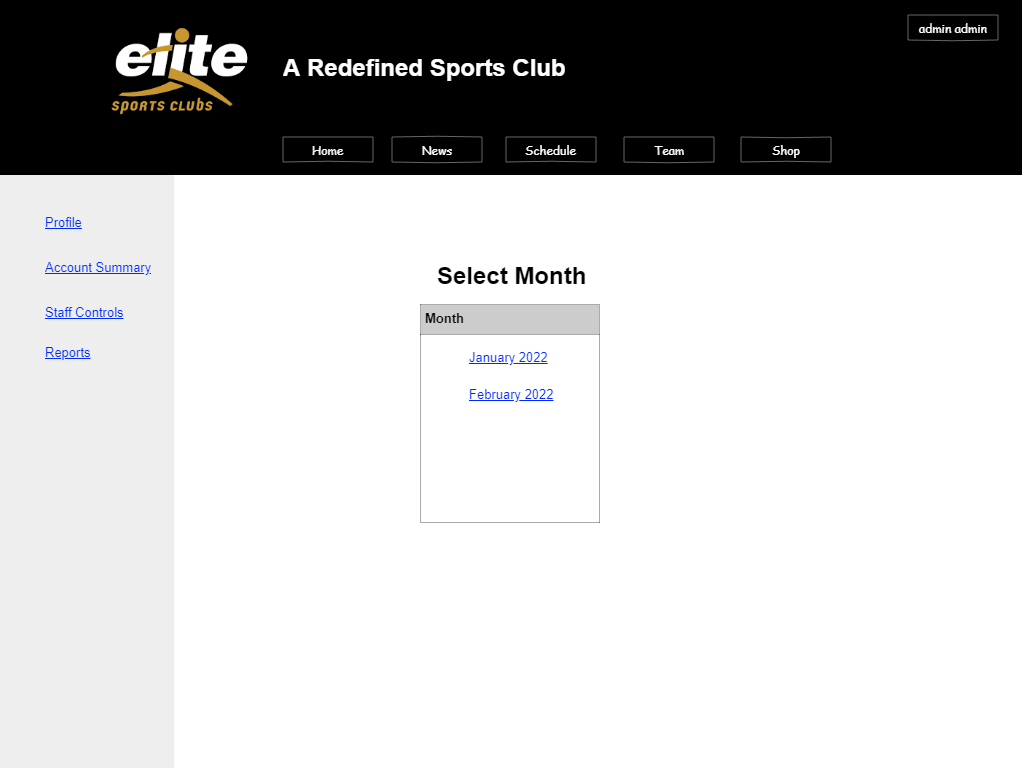 admin admin
elite
SPORTS CLUBS
A Redefined Sports Club
Home News Schedule Team Shop
Profile
Account Summary
Staff Controls
Reports
Select Month
Month
January 2022
February 2022